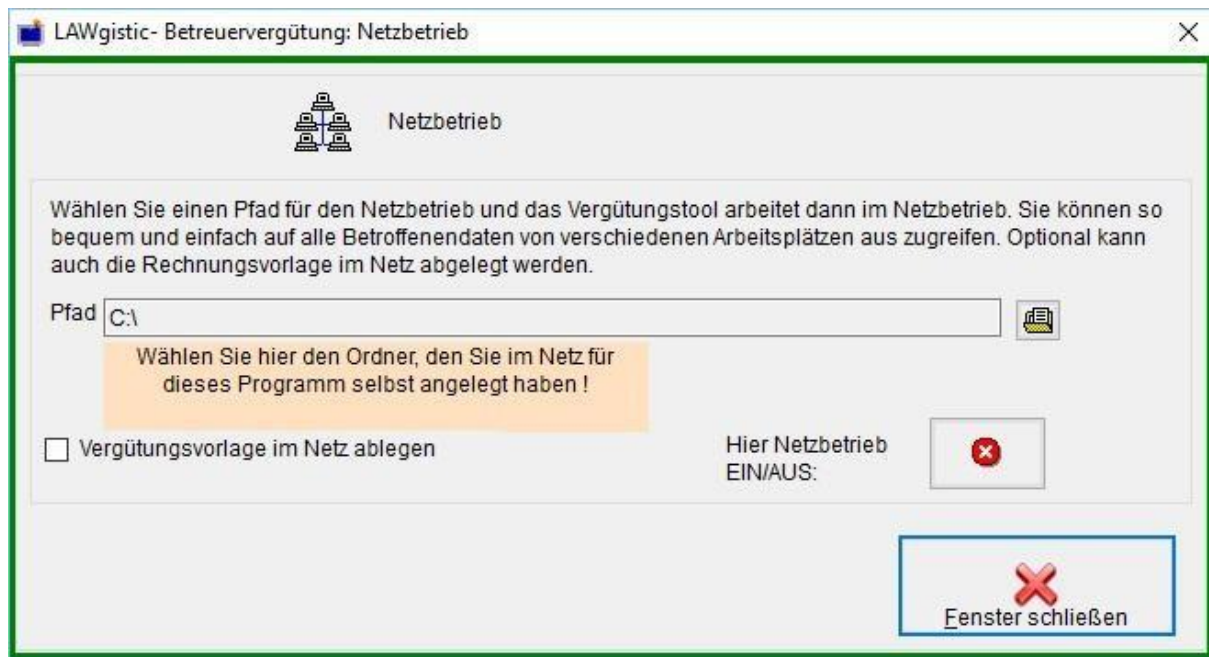 LAWgistic- Betreuervergütung: Netzbetrieb
Netzbetrieb
Wählen Sie einen Pfad für den Netzbetrieb und das Vergütungstool arbeitet dann im Netzbetrieb. Sie können so
bequem und einfach auf alle Betroffenendaten von verschiedenen Arbeitsplätzen aus zugreifen. Optional kann
auch die Rechnungsvorlage im Netz abgelegt werden.
Pfad C:\
Wählen Sie hier den Ordner, den Sie im Netz für
dieses Programm selbst angelegt haben !
Vergütungsvorlage im Netz ablegen
Hier Netzbetrieb
EIN/AUS:
Fenster schließen